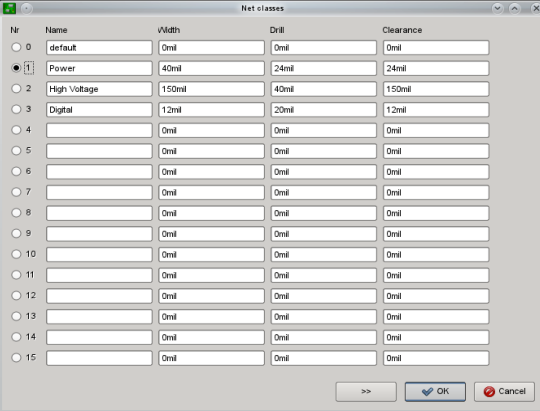 Net classes
Nr Name Width Drill Clearance
0 default 0mil 0mil 0mil
1 Power 40mil 24mil 24mil
2 High Voltage 150mil 40mil 150mil
3 Digital 12mil 20mil 12mil
4 0mil 0mil 0mil
5 0mil 0mil 0mil
6 0mil 0mil 0mil
7 0mil 0mil 0mil
8 0mil 0mil 0mil
9 0mil 0mil 0mil
10 0mil 0mil 0mil
11 0mil 0mil 0mil
12 0mil 0mil 0mil
13 0mil 0mil 0mil
14 0mil 0mil 0mil
15 0mil 0mil 0mil
>> OK Cancel